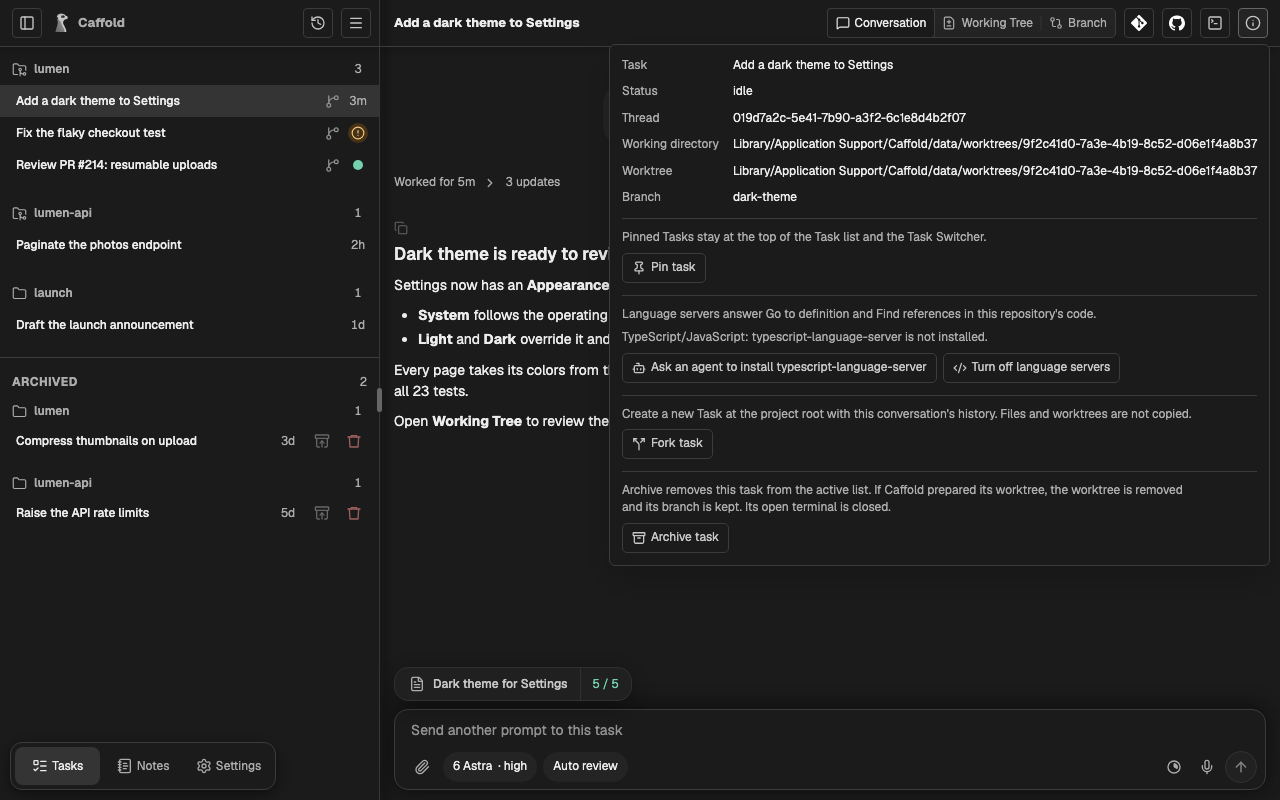 Caffold
lumen 3
Add a dark theme to Settings 3m
Fix the flaky checkout test
Review PR #214: resumable uploads
lumen-api 1
Paginate the photos endpoint 2h
launch 1
Draft the launch announcement 1d
ARCHIVED 2
lumen 1
Compress thumbnails on upload 3d
lumen-api 1
Raise the API rate limits 5d
Tasks Notes Settings
Add a dark theme to Settings
Conversation Working Tree Branch
Worked for 5m 3 updates
Dark theme is ready to revi
Settings now has an Appearance
System follows the operating
Light and Dark override it and
Every page takes its colors from t
all 23 tests.
Open Working Tree to review the
Task Add a dark theme to Settings
Status idle
Thread 019d7a2c-5e41-7b90-a3f2-6c1e8d4b2f07
Working directory Library/Application Support/Caffold/data/worktrees/9f2c41d0-7a3e-4b19-8c52-d06e1f4a8b37
Worktree Library/Application Support/Caffold/data/worktrees/9f2c41d0-7a3e-4b19-8c52-d06e1f4a8b37
Branch dark-theme
Pinned Tasks stay at the top of the Task list and the Task Switcher.
Pin task
Language servers answer Go to definition and Find references in this repository's code.
TypeScript/JavaScript: typescript-language-server is not installed.
Ask an agent to install typescript-language-server Turn off language servers
Create a new Task at the project root with this conversation's history. Files and worktrees are not copied.
Fork task
Archive removes this task from the active list. If Caffold prepared its worktree, the worktree is removed
and its branch is kept. Its open terminal is closed.
Archive task
Dark theme for Settings 5 / 5
Send another prompt to this task
6 Astra · high Auto review